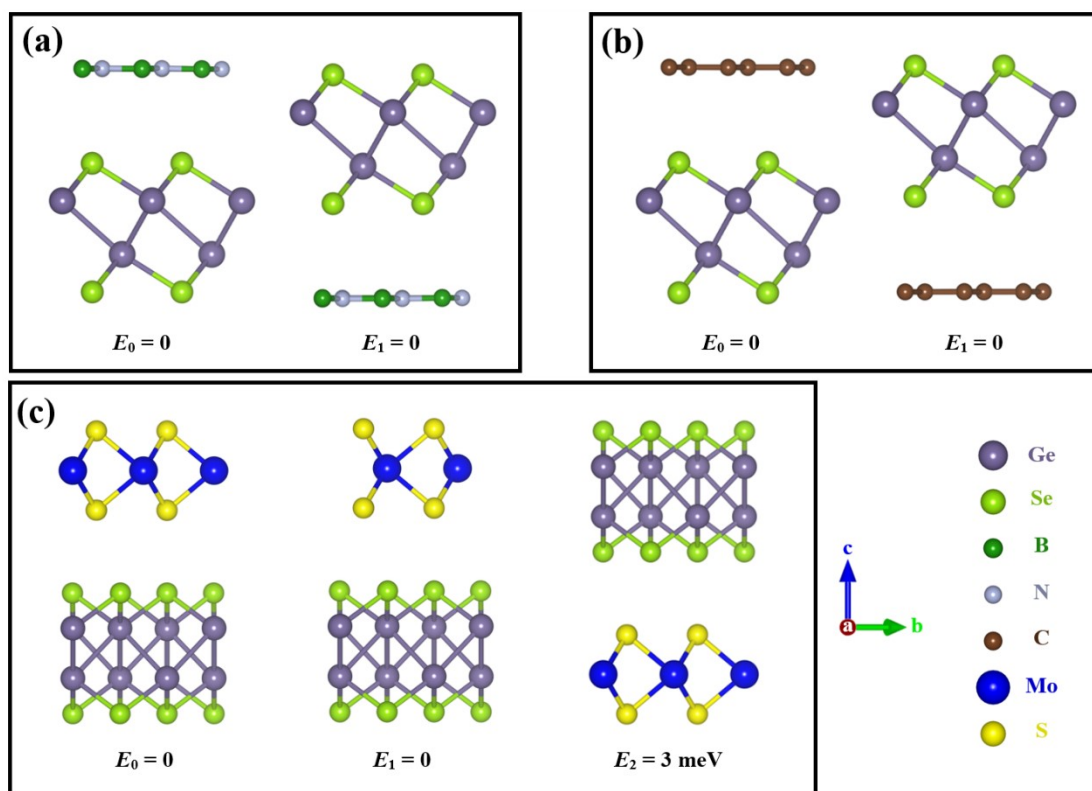 (a)
E₀ = 0
E₁ = 0
(b)
E₀ = 0
E₁ = 0
(c)
E₀ = 0
E₁ = 0
E₂ = 3 meV
c
a
b
Ge
Se
B
N
C
Mo
S